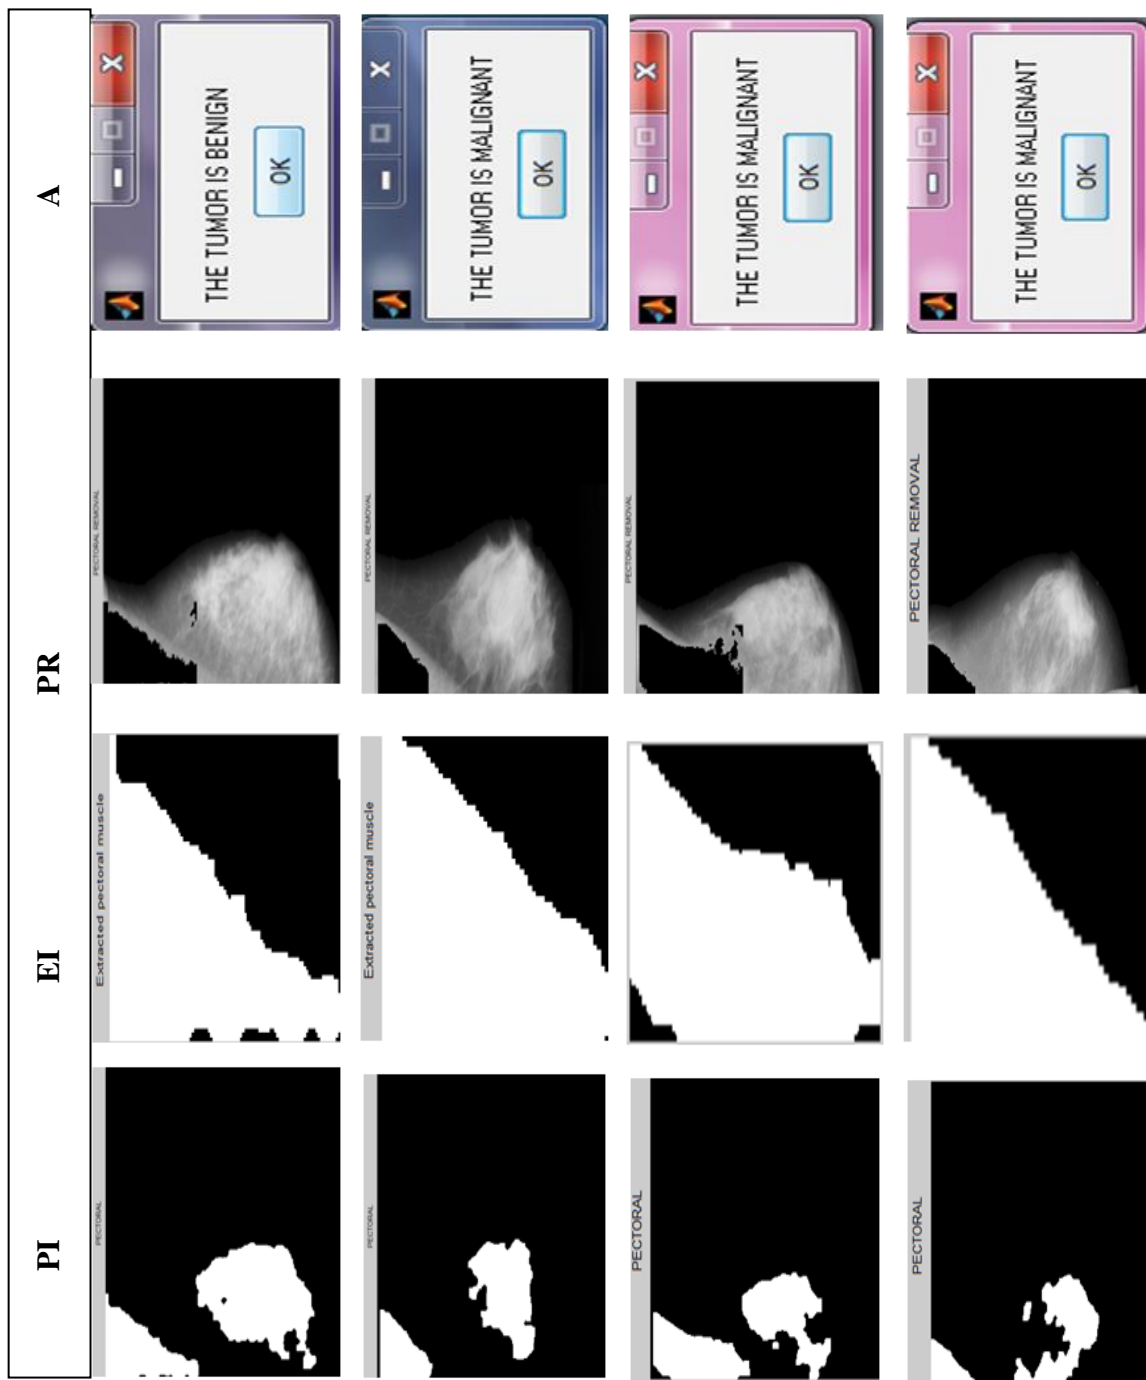 PI EI PR A
PECTORAL
Extracted pectoral muscle
PECTORAL REMOVAL
THE TUMOR IS BENIGN
OK
PECTORAL
Extracted pectoral muscle
PECTORAL REMOVAL
THE TUMOR IS MALIGNANT
OK
PECTORAL
PECTORAL REMOVAL
THE TUMOR IS MALIGNANT
OK
PECTORAL
PECTORAL REMOVAL
THE TUMOR IS MALIGNANT
OK